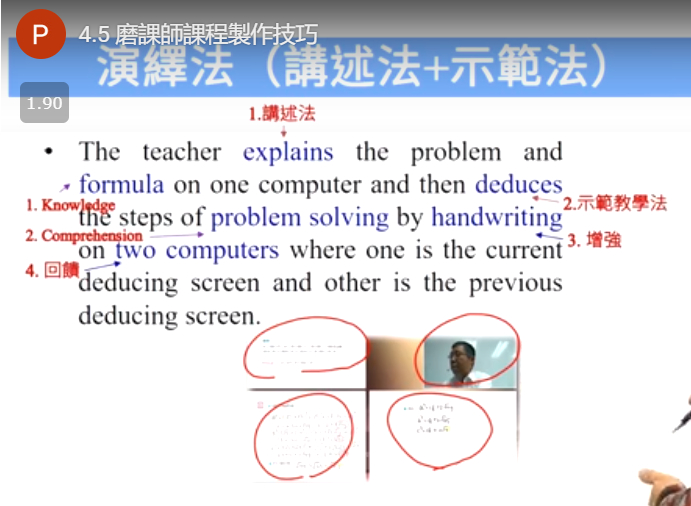 P
4.5 磨課師課程製作技巧
演繹法（講述法+示範法）
1.90
1.講述法
• The teacher explains the problem and
formula on one computer and then deduces
1. Knowledge
2.示範教學法
the steps of problem solving by handwriting
2. Comprehension
3. 增強
on two computers where one is the current
4. 回饋
deducing screen and other is the previous
deducing screen.